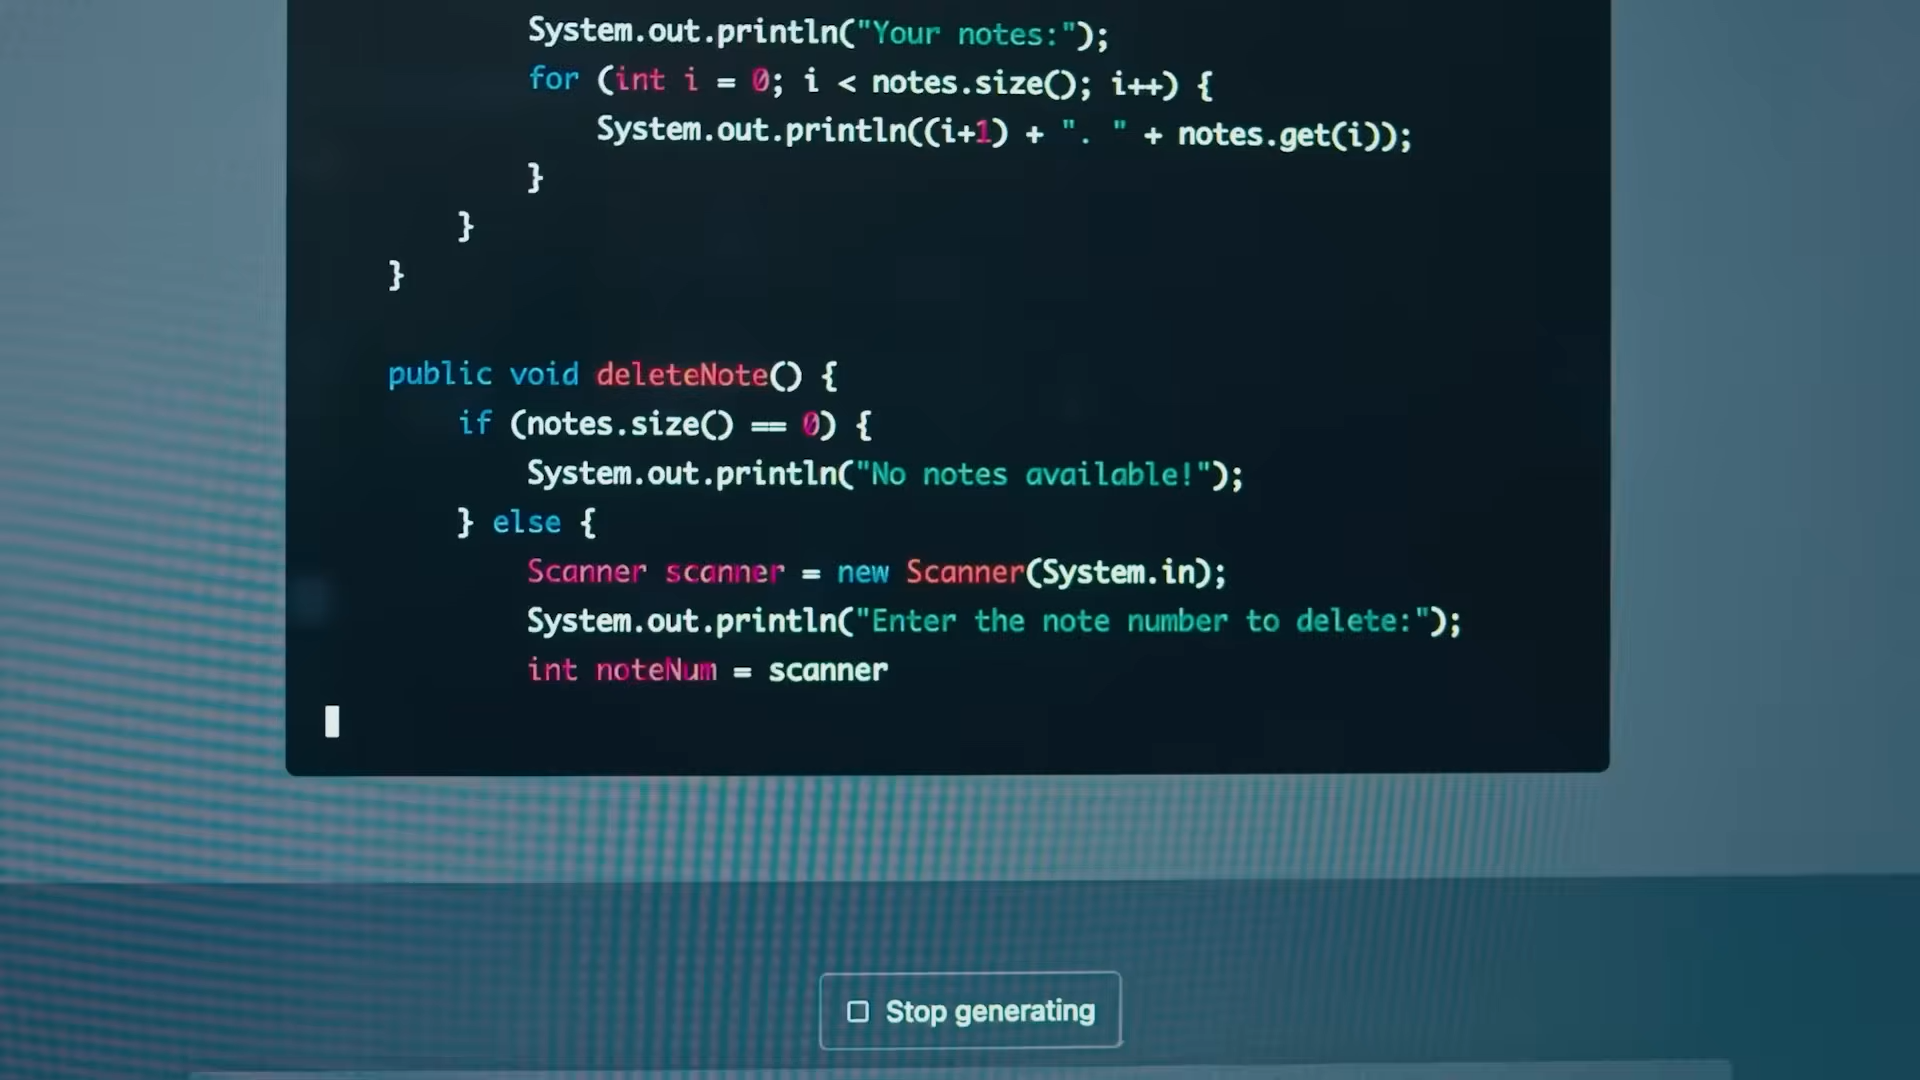 System.out.println("Your notes:");
for (int i = 0; i < notes.size(); i++) {
System.out.println((i+1) + ". " + notes.get(i));
}
}
}
public void deleteNote() {
if (notes.size() == 0) {
System.out.println("No notes available!");
} else {
Scanner scanner = new Scanner(System.in);
System.out.println("Enter the note number to delete:");
int noteNum = scanner
Stop generating